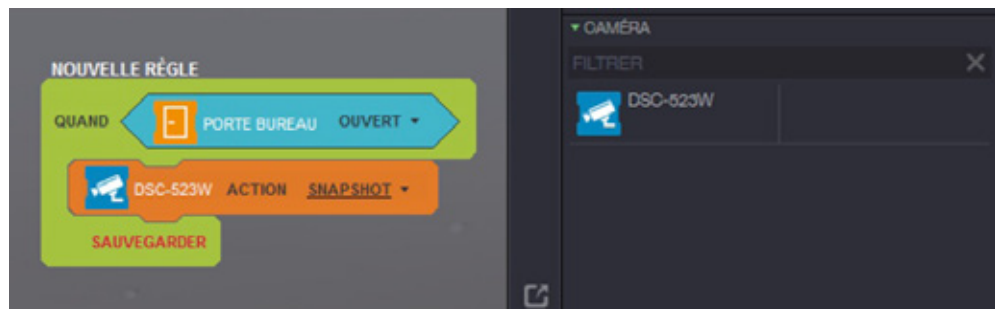 NOUVELLE RÈGLE
QUAND PORTE BUREAU OUVERT
DSC-523W ACTION SNAPSHOT
SAUVEGARDER
CAMÉRA
FILTRER
DSC-523W